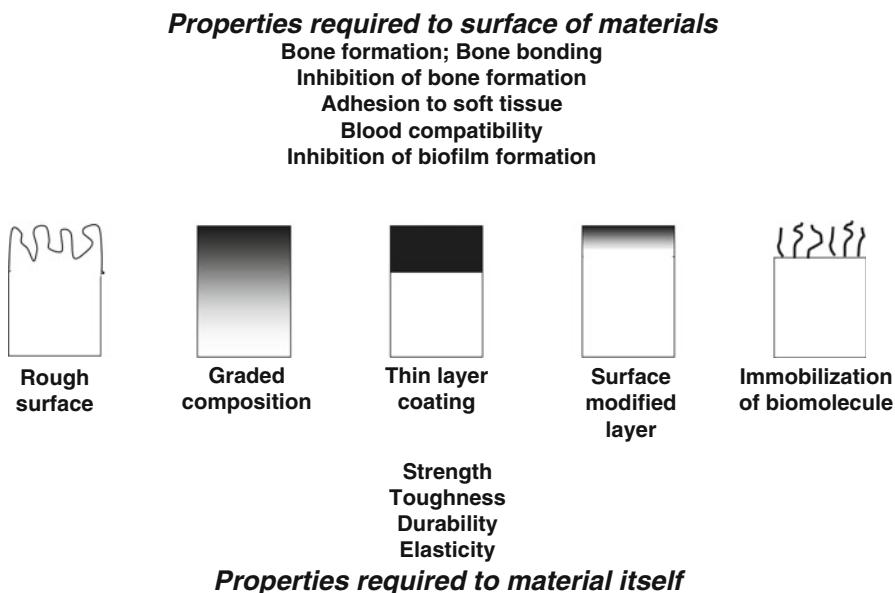 Properties required to surface of materials
Bone formation; Bone bonding
Inhibition of bone formation
Adhesion to soft tissue
Blood compatibility
Inhibition of biofilm formation
Rough
surface
Graded
composition
Thin layer
coating
Surface
modified
layer
Immobilization
of biomolecule
Strength
Toughness
Durability
Elasticity
Properties required to material itself